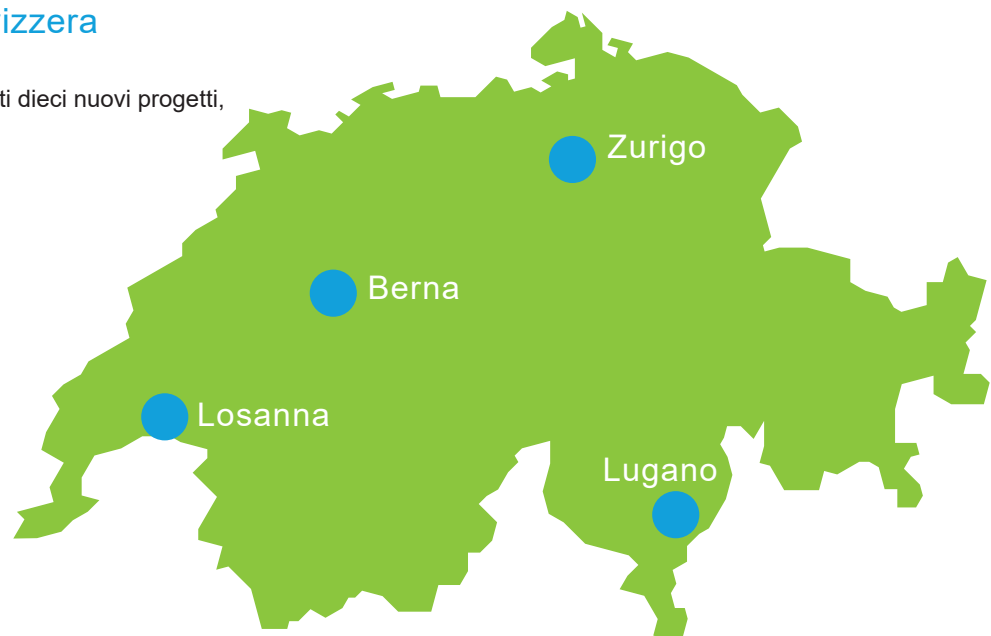 izzera
ti dieci nuovi progetti,
Zurigo
Berna
Losanna
Lugano